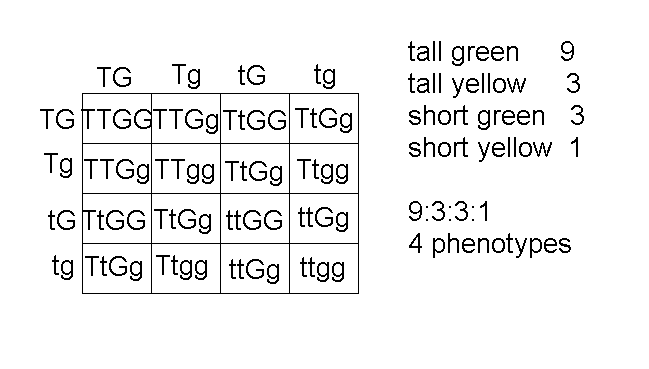 TG Tg tG tg
TG TTGG TTGg TtGG TtGg
Tg TTGg TTgg TtGg Ttgg
tG TtGG TtGg ttGG ttGg
tg TtGg Ttgg ttGg ttgg
tall green 9
tall yellow 3
short green 3
short yellow 1
9:3:3:1
4 phenotypes